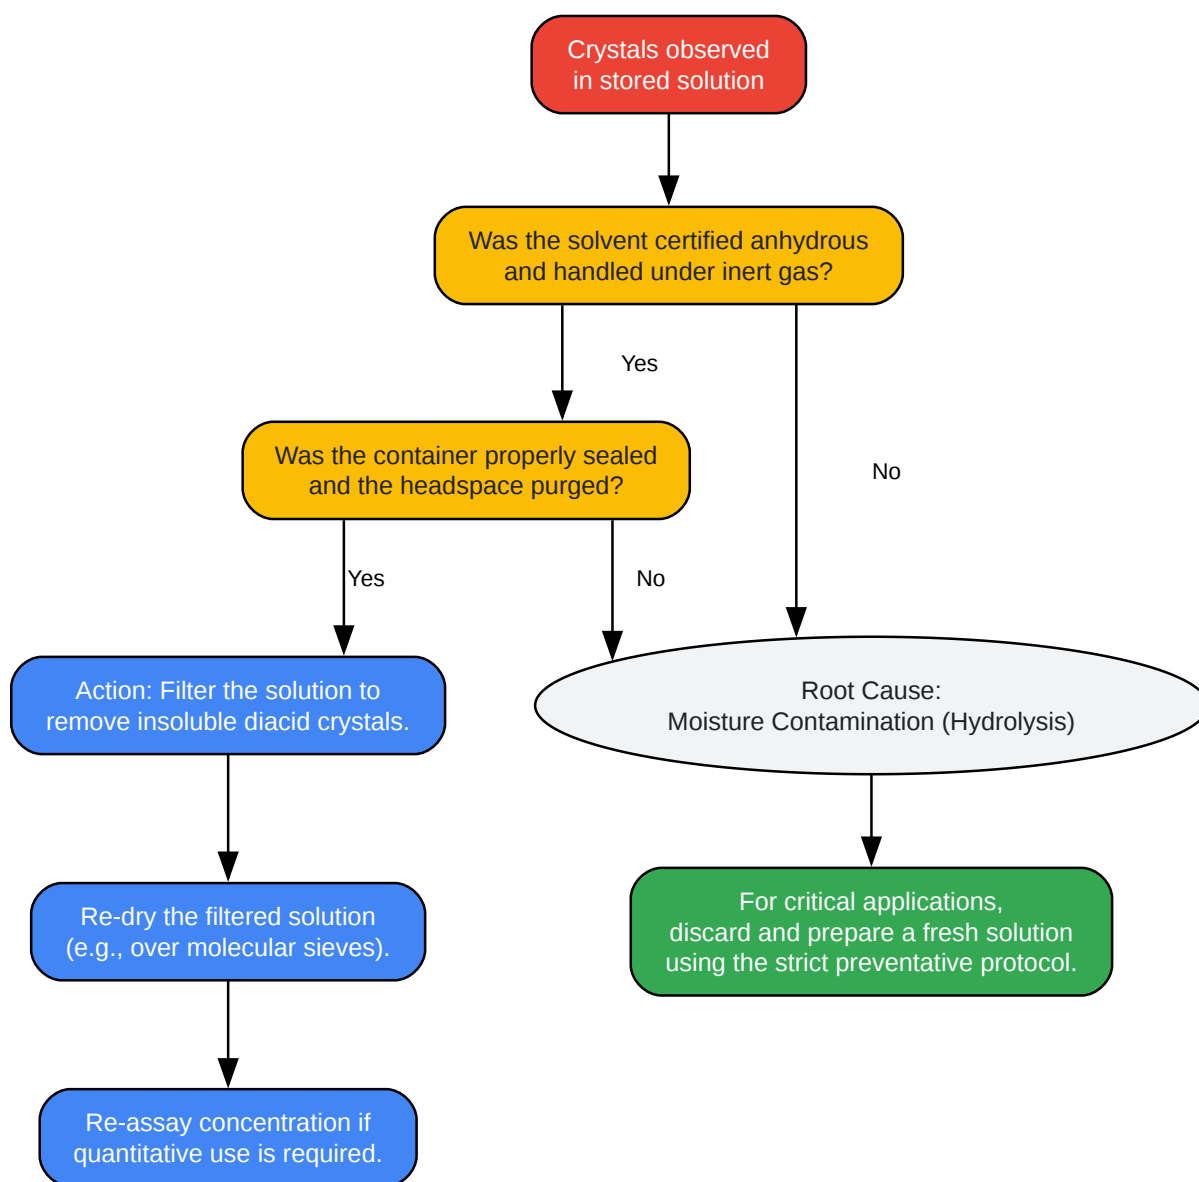 Crystals observed
in stored solution
Was the solvent certified anhydrous
and handled under inert gas?
Yes
No
Was the container properly sealed
and the headspace purged?
Yes
No
Action: Filter the solution to
remove insoluble diacid crystals.
Root Cause:
Moisture Contamination (Hydrolysis)
Re-dry the filtered solution
(e.g., over molecular sieves).
For critical applications,
discard and prepare a fresh solution
using the strict preventative protocol.
Re-assay concentration if
quantitative use is required.